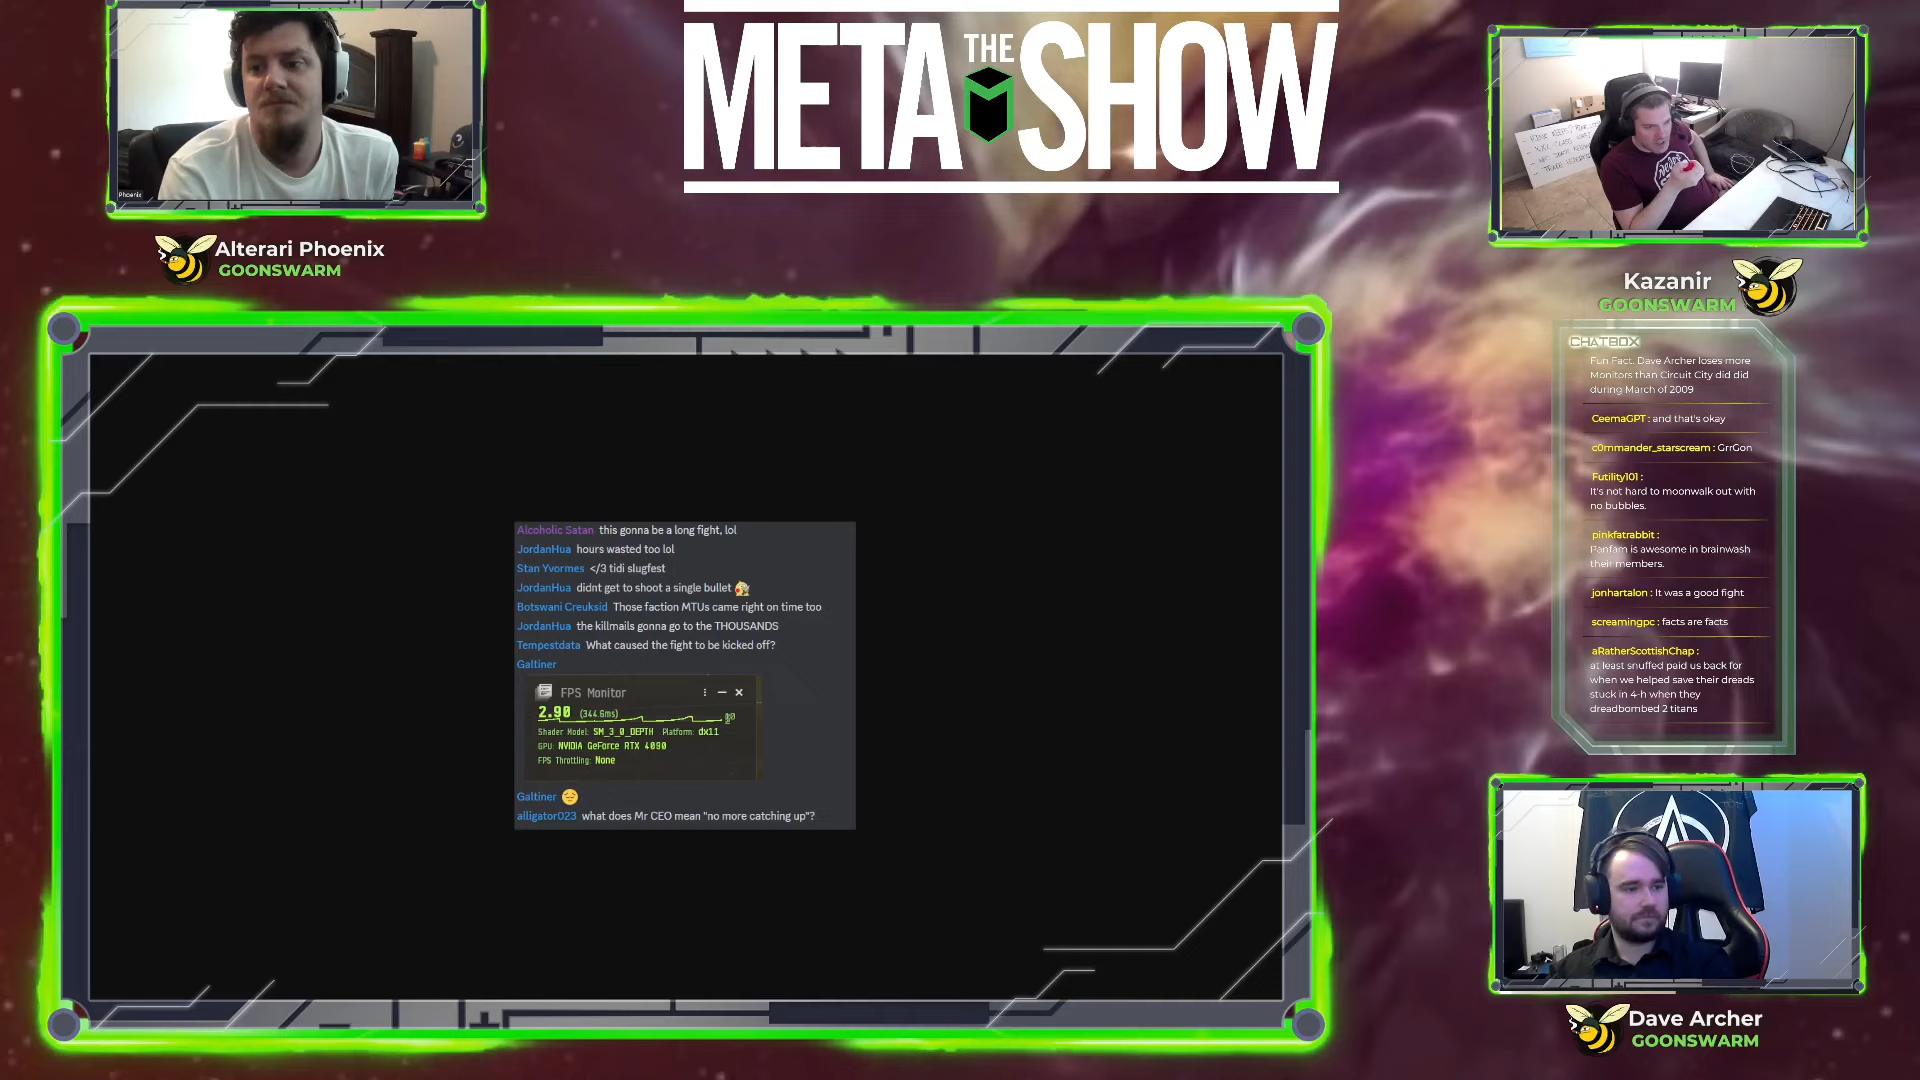 META THE SHOW
Phoenix
Alterari Phoenix
GOONSWARM
Kazanir
GOONSWARM
CHATBOX
Fun Fact. Dave Archer loses more
Monitors than Circuit City did did
during March of 2009
CeemaGPT : and that's okay
c0mmander_starscream : GrrGon
Futility101 :
It's not hard to moonwalk out with
no bubbles.
pinkfatrabbit :
Panfam is awesome in brainwash
their members.
jonhartalon : It was a good fight
screamingpc : facts are facts
aRatherScottishChap :
at least snuffed paid us back for
when we helped save their dreads
stuck in 4-h when they
dreadbombed 2 titans
Alcoholic Satan this gonna be a long fight, lol
JordanHua hours wasted too lol
Stan Yvormes </3 tidi slugfest
JordanHua didnt get to shoot a single bullet
Botswani Creuksid Those faction MTUs came right on time too
JordanHua the killmails gonna go to the THOUSANDS
Tempestdata What caused the fight to be kicked off?
Galtiner
FPS Monitor
2.90 (344.6ms)
Shader Model: SM_3_0_DEPTH Platform: dx11
GPU: NVIDIA GeForce RTX 4090
FPS Throttling: None
Galtiner
alligator023 what does Mr CEO mean "no more catching up"?
Dave Archer
GOONSWARM